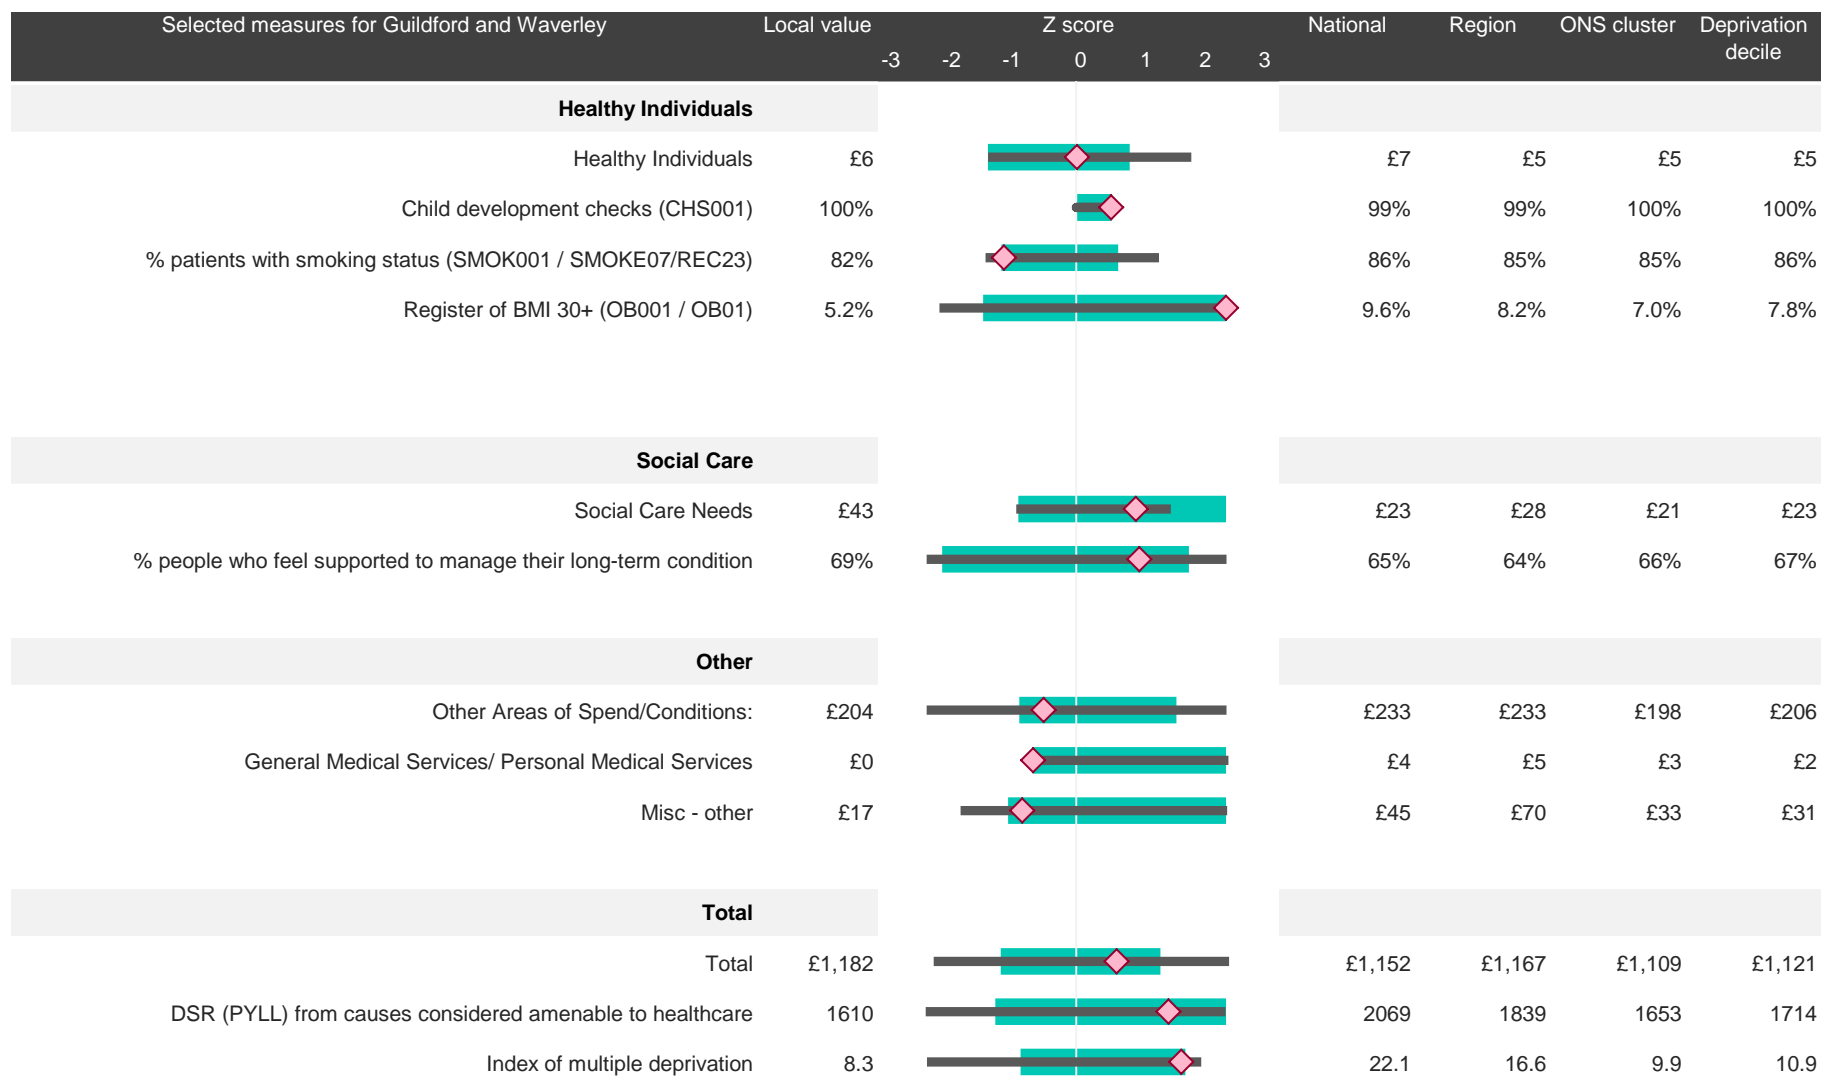 Selected measures for Guildford and Waverley Local value Z score National Region ONS cluster Deprivation decile
-3 -2 -1 0 1 2 3
Healthy Individuals
Healthy Individuals £6 £7 £5 £5 £5
Child development checks (CHS001) 100% 99% 99% 100% 100%
% patients with smoking status (SMOK001 / SMOKE07/REC23) 82% 86% 85% 85% 86%
Register of BMI 30+ (OB001 / OB01) 5.2% 9.6% 8.2% 7.0% 7.8%
Social Care
Social Care Needs £43 £23 £28 £21 £23
% people who feel supported to manage their long-term condition 69% 65% 64% 66% 67%
Other
Other Areas of Spend/Conditions: £204 £233 £233 £198 £206
General Medical Services/ Personal Medical Services £0 £4 £5 £3 £2
Misc - other £17 £45 £70 £33 £31
Total
Total £1,182 £1,152 £1,167 £1,109 £1,121
DSR (PYLL) from causes considered amenable to healthcare 1610 2069 1839 1653 1714
Index of multiple deprivation 8.3 22.1 16.6 9.9 10.9